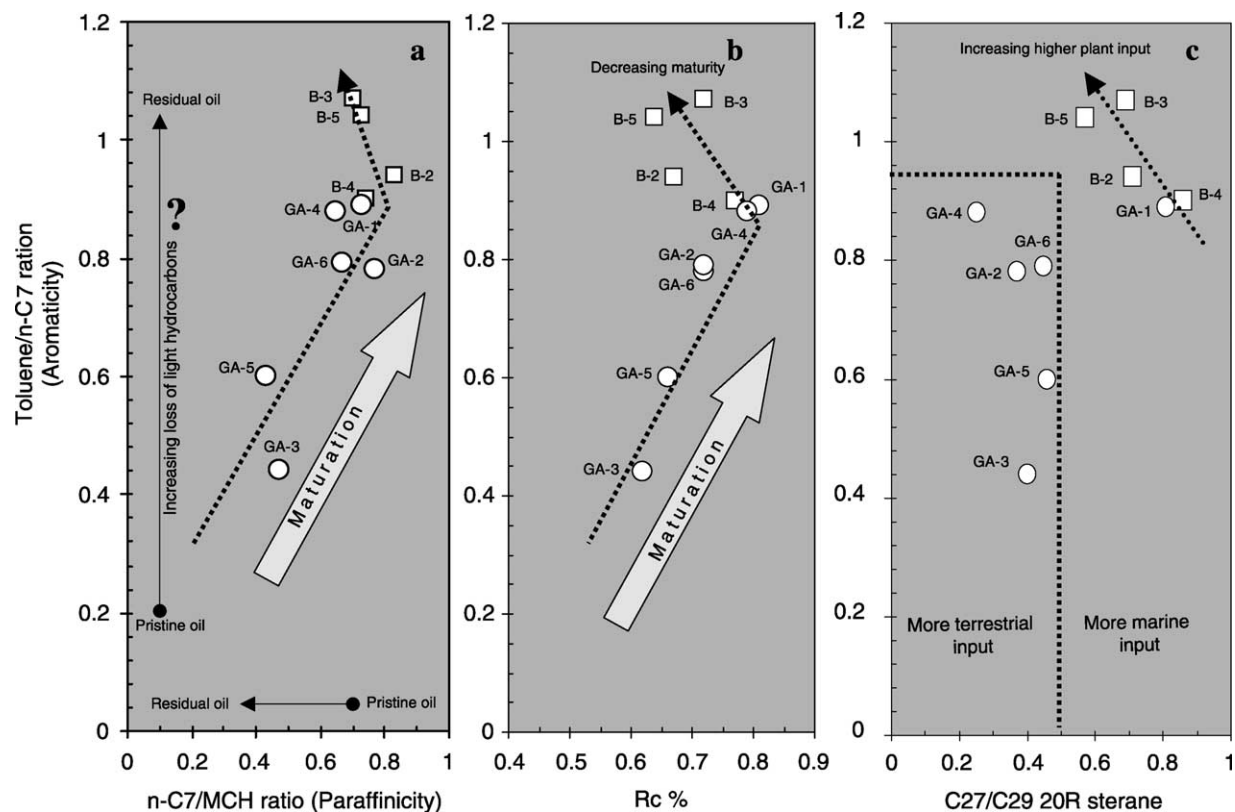 Toluene/n-C7 ration
(Aromaticity)
1.2
1
0.8
0.6
0.4
0.2
0
a
Residual oil
?
Increasing loss of light hydrocarbons
Pristine oil
B-3
B-5
B-2
B-4
GA-4
GA-1
GA-6
GA-2
GA-5
GA-3
Maturation
Residual oil
Pristine oil
0 0.2 0.4 0.6 0.8 1
n-C7/MCH ratio (Paraffinicity)
1.2
1
0.8
0.6
0.4
0.2
0
b
Decreasing maturity
B-3
B-5
B-2
GA-1
B-4
GA-4
GA-2
GA-6
GA-5
GA-3
Maturation
0.4 0.5 0.6 0.7 0.8 0.9
Rc %
1.2
1
0.8
0.6
0.4
0.2
0
c
Increasing higher plant input
B-3
B-5
B-2
B-4
GA-1
GA-4
GA-6
GA-2
GA-5
GA-3
More terrestrial
input
More marine
input
0 0.2 0.4 0.6 0.8 1
C27/C29 20R sterane